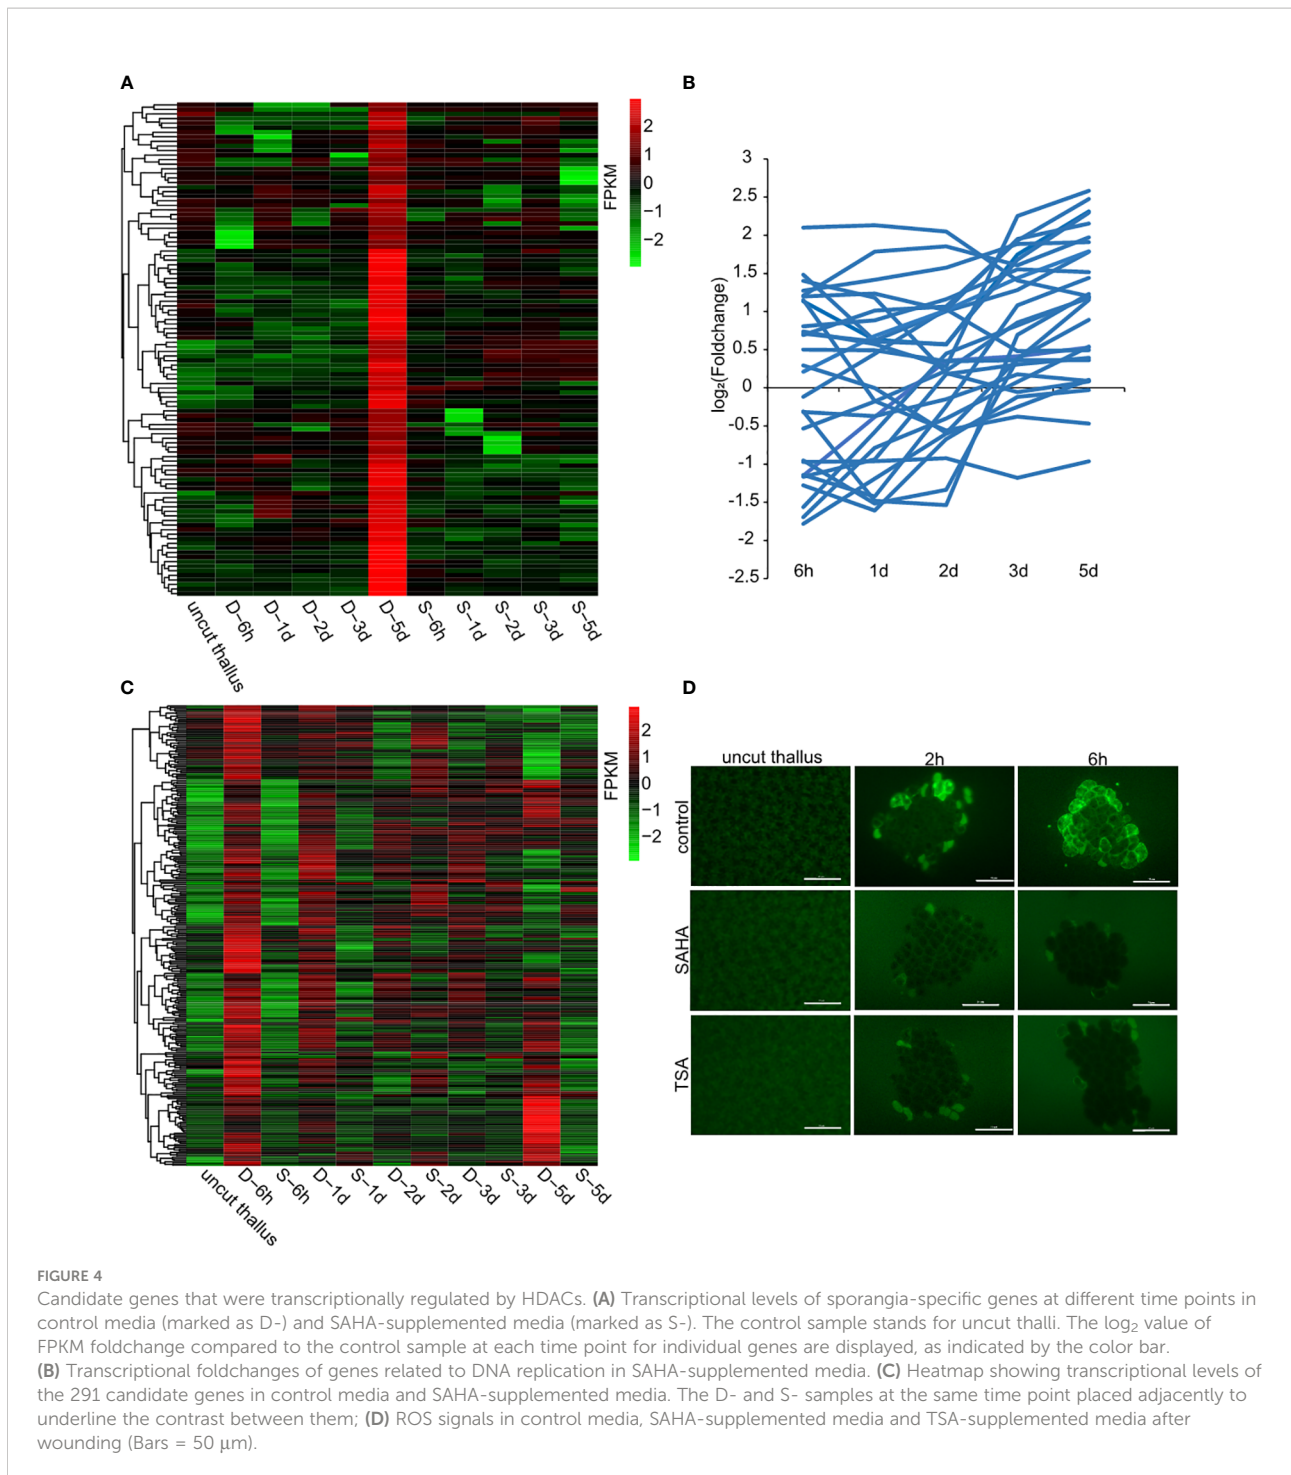 A
2
1
0
−1
−2
FPKM
uncut thallus
D−6h
D−1d
D−2d
D−3d
D−5d
S−6h
S−1d
S−2d
S−3d
S−5d
B
3
2.5
2
1.5
1
0.5
0
-0.5
-1
-1.5
-2
-2.5
log₂(Foldchange)
6h 1d 2d 3d 5d
C
2
1
0
−1
−2
FPKM
uncut thallus
D−6h
S−6h
D−1d
S−1d
D−2d
S−2d
D−3d
S−3d
D−5d
S−5d
D
uncut thallus 2h 6h
control
SAHA
TSA
FIGURE 4
Candidate genes that were transcriptionally regulated by HDACs. (A) Transcriptional levels of sporangia-specific genes at different time points in
control media (marked as D-) and SAHA-supplemented media (marked as S-). The control sample stands for uncut thalli. The log₂ value of
FPKM foldchange compared to the control sample at each time point for individual genes are displayed, as indicated by the color bar.
(B) Transcriptional foldchanges of genes related to DNA replication in SAHA-supplemented media. (C) Heatmap showing transcriptional levels of
the 291 candidate genes in control media and SAHA-supplemented media. The D- and S- samples at the same time point placed adjacently to
underline the contrast between them; (D) ROS signals in control media, SAHA-supplemented media and TSA-supplemented media after
wounding (Bars = 50 μm).